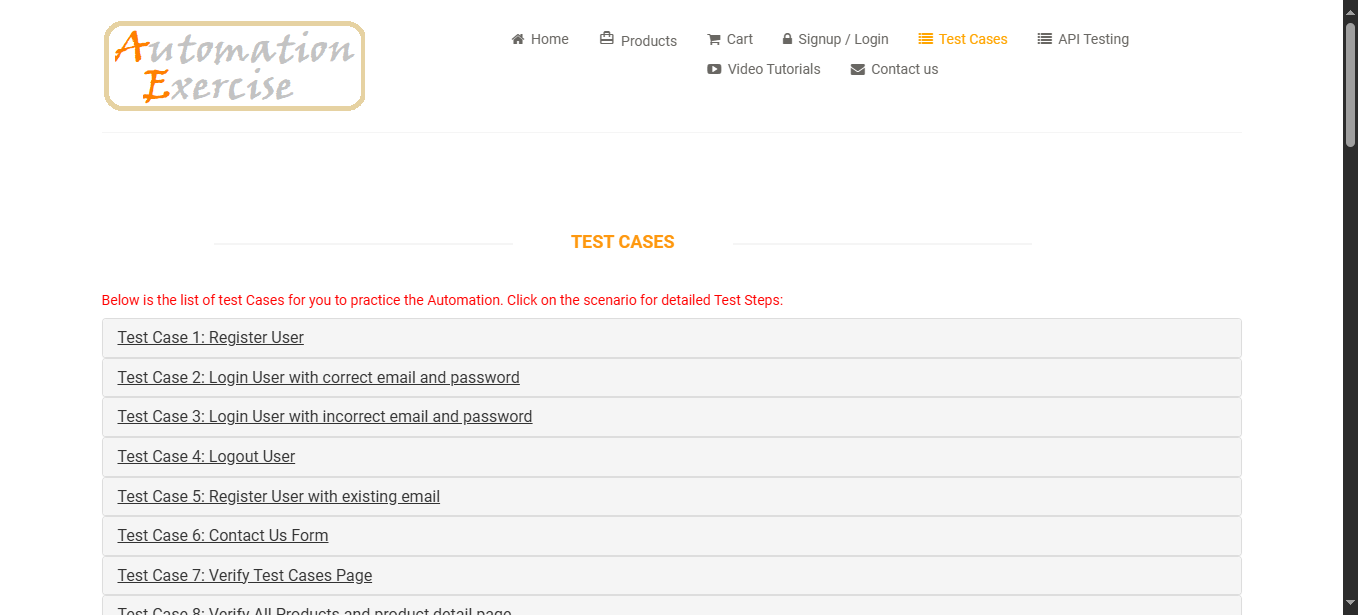 Automation
Exercise
Home
Products
Cart
Signup / Login
Test Cases
API Testing
Video Tutorials
Contact us
TEST CASES
Below is the list of test Cases for you to practice the Automation. Click on the scenario for detailed Test Steps:
Test Case 1: Register User
Test Case 2: Login User with correct email and password
Test Case 3: Login User with incorrect email and password
Test Case 4: Logout User
Test Case 5: Register User with existing email
Test Case 6: Contact Us Form
Test Case 7: Verify Test Cases Page
Test Case 8: Verify All Products and product detail page